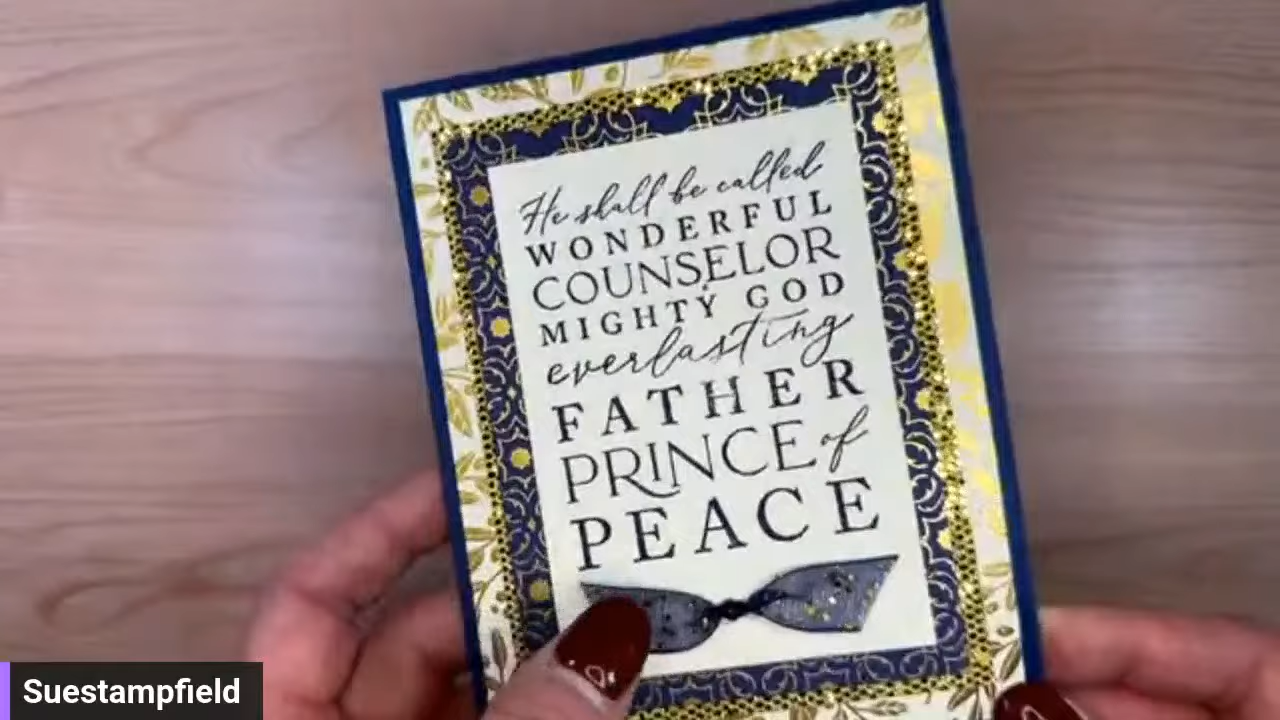 He shall be called
WONDERFUL
COUNSELOR
MIGHTY GOD
everlasting
FATHER
PRINCE of
PEACE
Suestampfield